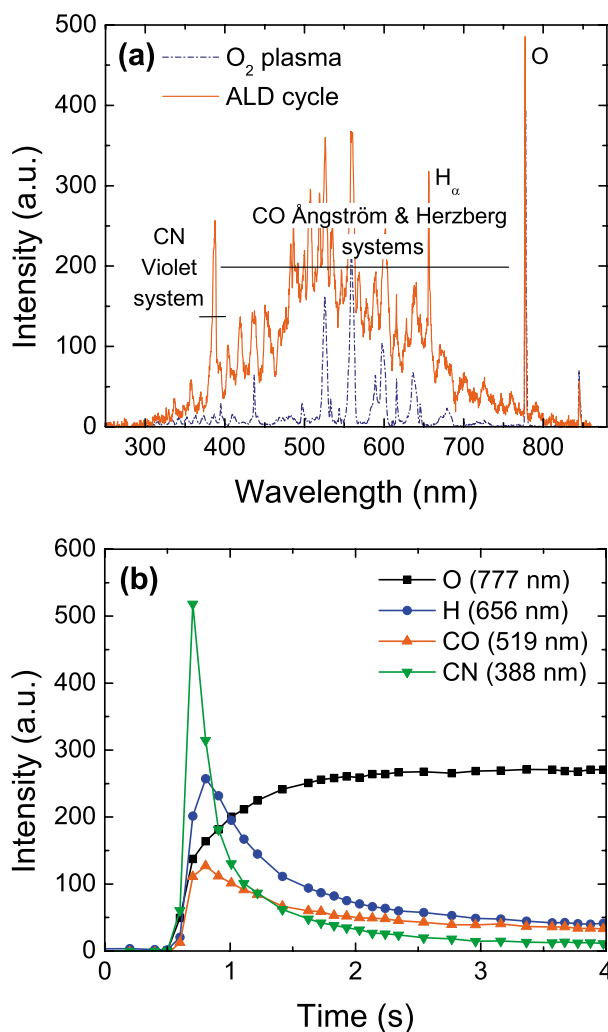 (a)
O₂ plasma
ALD cycle
O
Hα
CO Ångström & Herzberg
systems
CN
Violet
system
500
400
300
200
100
0
Intensity (a.u.)
300 400 500 600 700 800
Wavelength (nm)
(b)
O (777 nm)
H (656 nm)
CO (519 nm)
CN (388 nm)
600
500
400
300
200
100
0
Intensity (a.u.)
0 1 2 3 4
Time (s)